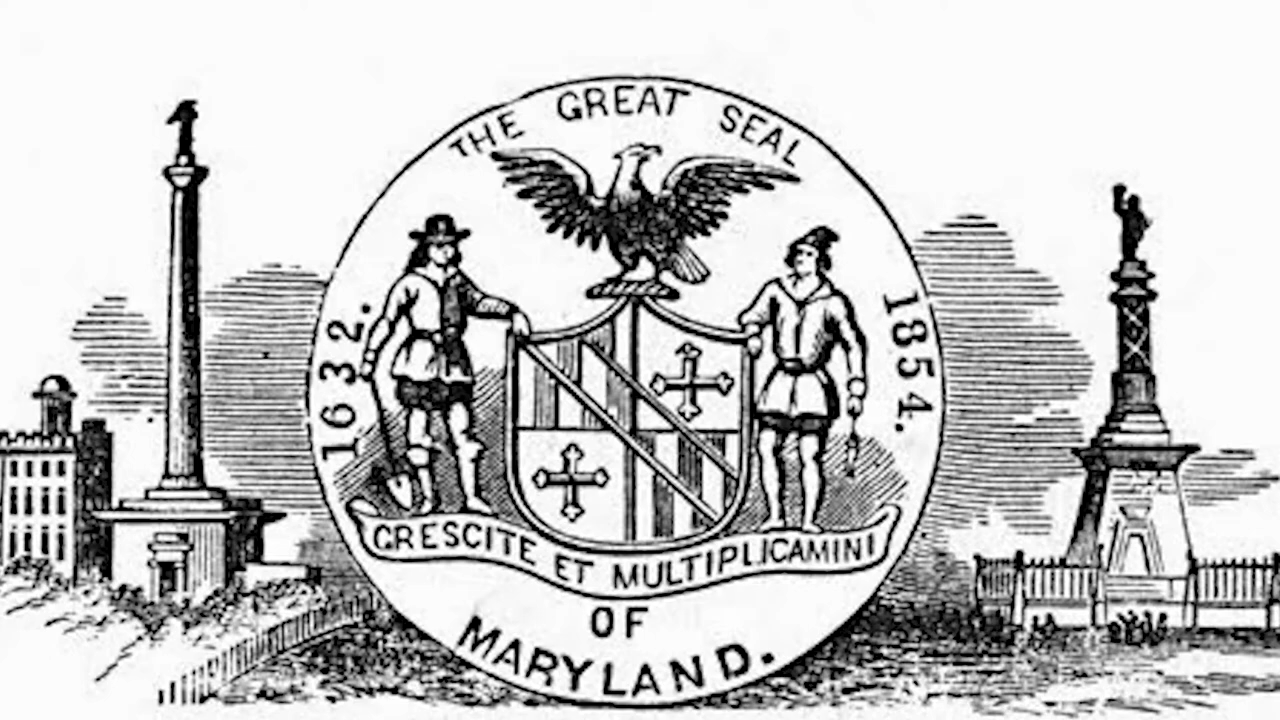 THE GREAT SEAL
1632.
1854.
CRESCITE ET MULTIPLICAMINI
OF
MARYLAND.